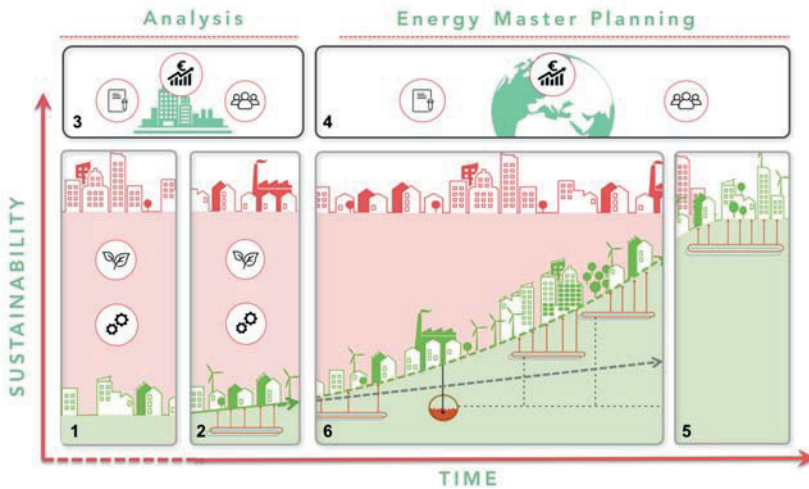 Analysis
Energy Master Planning
€
€
3
4
SUSTAINABILITY
1
2
6
5
TIME